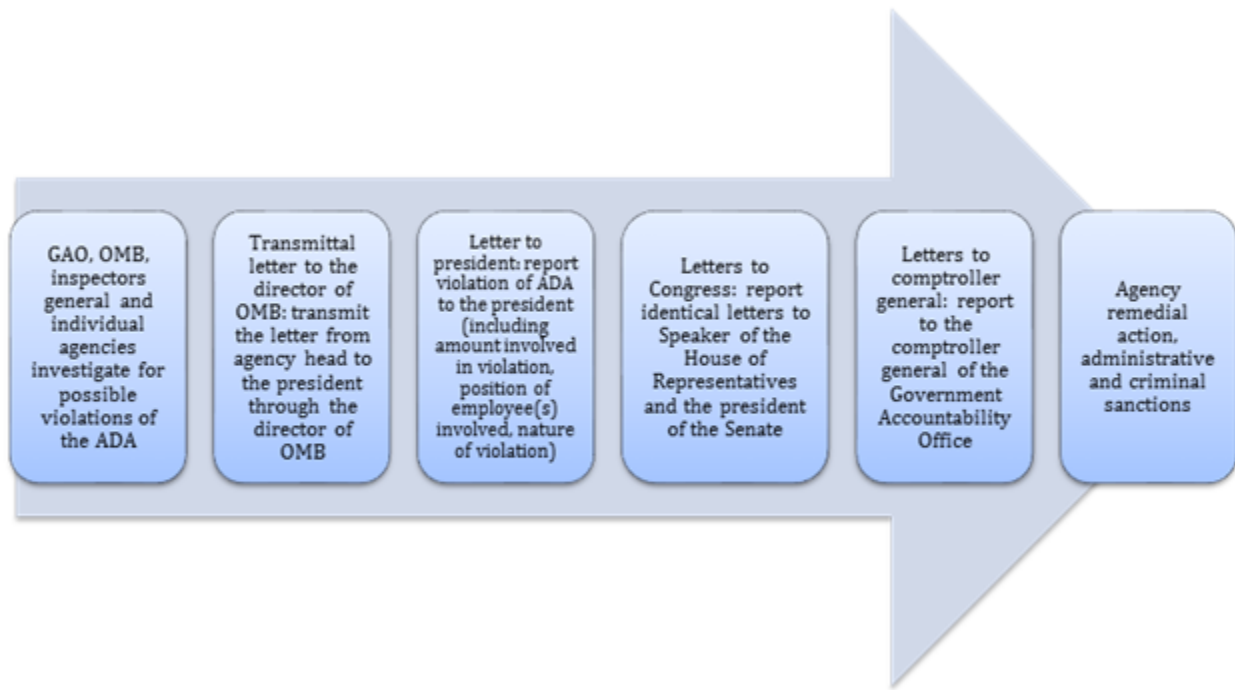 GAO, OMB,
inspectors
general and
individual
agencies
investigate for
possible
violations of
the ADA
Transmittal
letter to the
director of
OMB: transmit
the letter from
agency head to
the president
through the
director of
OMB
Letter to
president: report
violation of ADA
to the president
(including
amount involved
in violation,
position of
employee(s)
involved, nature
of violation)
Letters to
Congress: report
identical letters to
Speaker of the
House of
Representatives
and the president
of the Senate
Letters to
comptroller
general: report
to the
comptroller
general of the
Government
Accountability
Office
Agency
remedial
action,
administrative
and criminal
sanctions